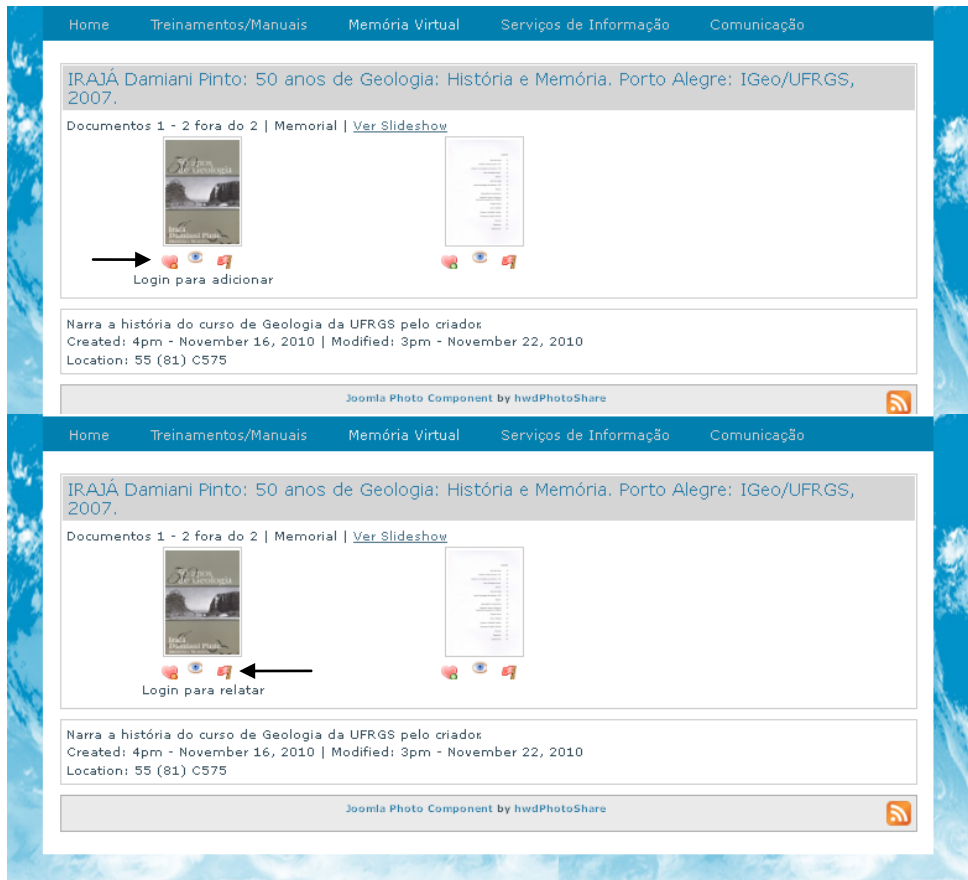 Home Treinamentos/Manuais Memória Virtual Serviços de Informação Comunicação
IRAJÁ Damiani Pinto: 50 anos de Geologia: História e Memória. Porto Alegre: IGeo/UFRGS,
2007.
Documentos 1 - 2 fora do 2 | Memorial | Ver Slideshow
50 anos
de Geologia
Irajá
Damiani Pinto
Login para adicionar
Narra a história do curso de Geologia da UFRGS pelo criador.
Created: 4pm - November 16, 2010 | Modified: 3pm - November 22, 2010
Location: 55 (81) C575
Joomla Photo Component by hwdPhotoShare
Home Treinamentos/Manuais Memória Virtual Serviços de Informação Comunicação
IRAJÁ Damiani Pinto: 50 anos de Geologia: História e Memória. Porto Alegre: IGeo/UFRGS,
2007.
Documentos 1 - 2 fora do 2 | Memorial | Ver Slideshow
50 anos
de Geologia
Irajá
Damiani Pinto
Login para relatar
Narra a história do curso de Geologia da UFRGS pelo criador.
Created: 4pm - November 16, 2010 | Modified: 3pm - November 22, 2010
Location: 55 (81) C575
Joomla Photo Component by hwdPhotoShare